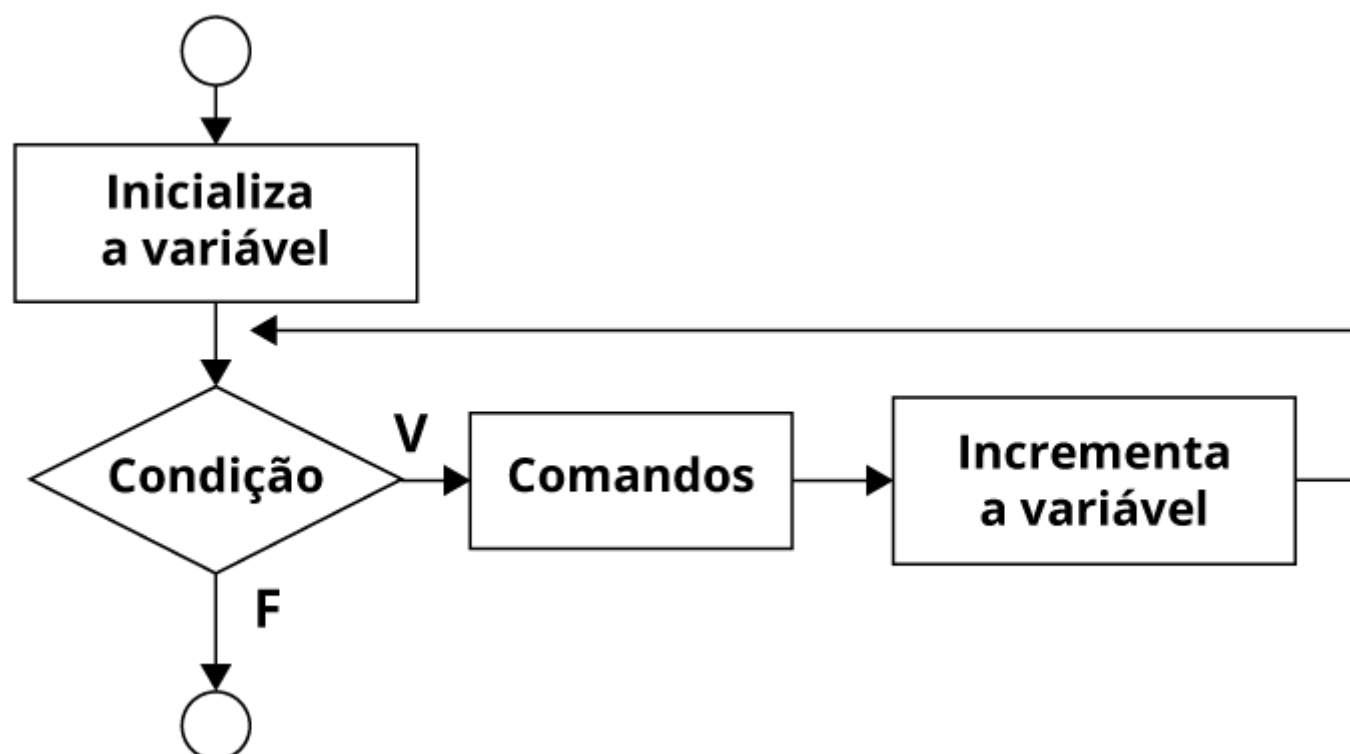 Inicializa
a variável
Condição
V
Comandos
Incrementa
a variável
F